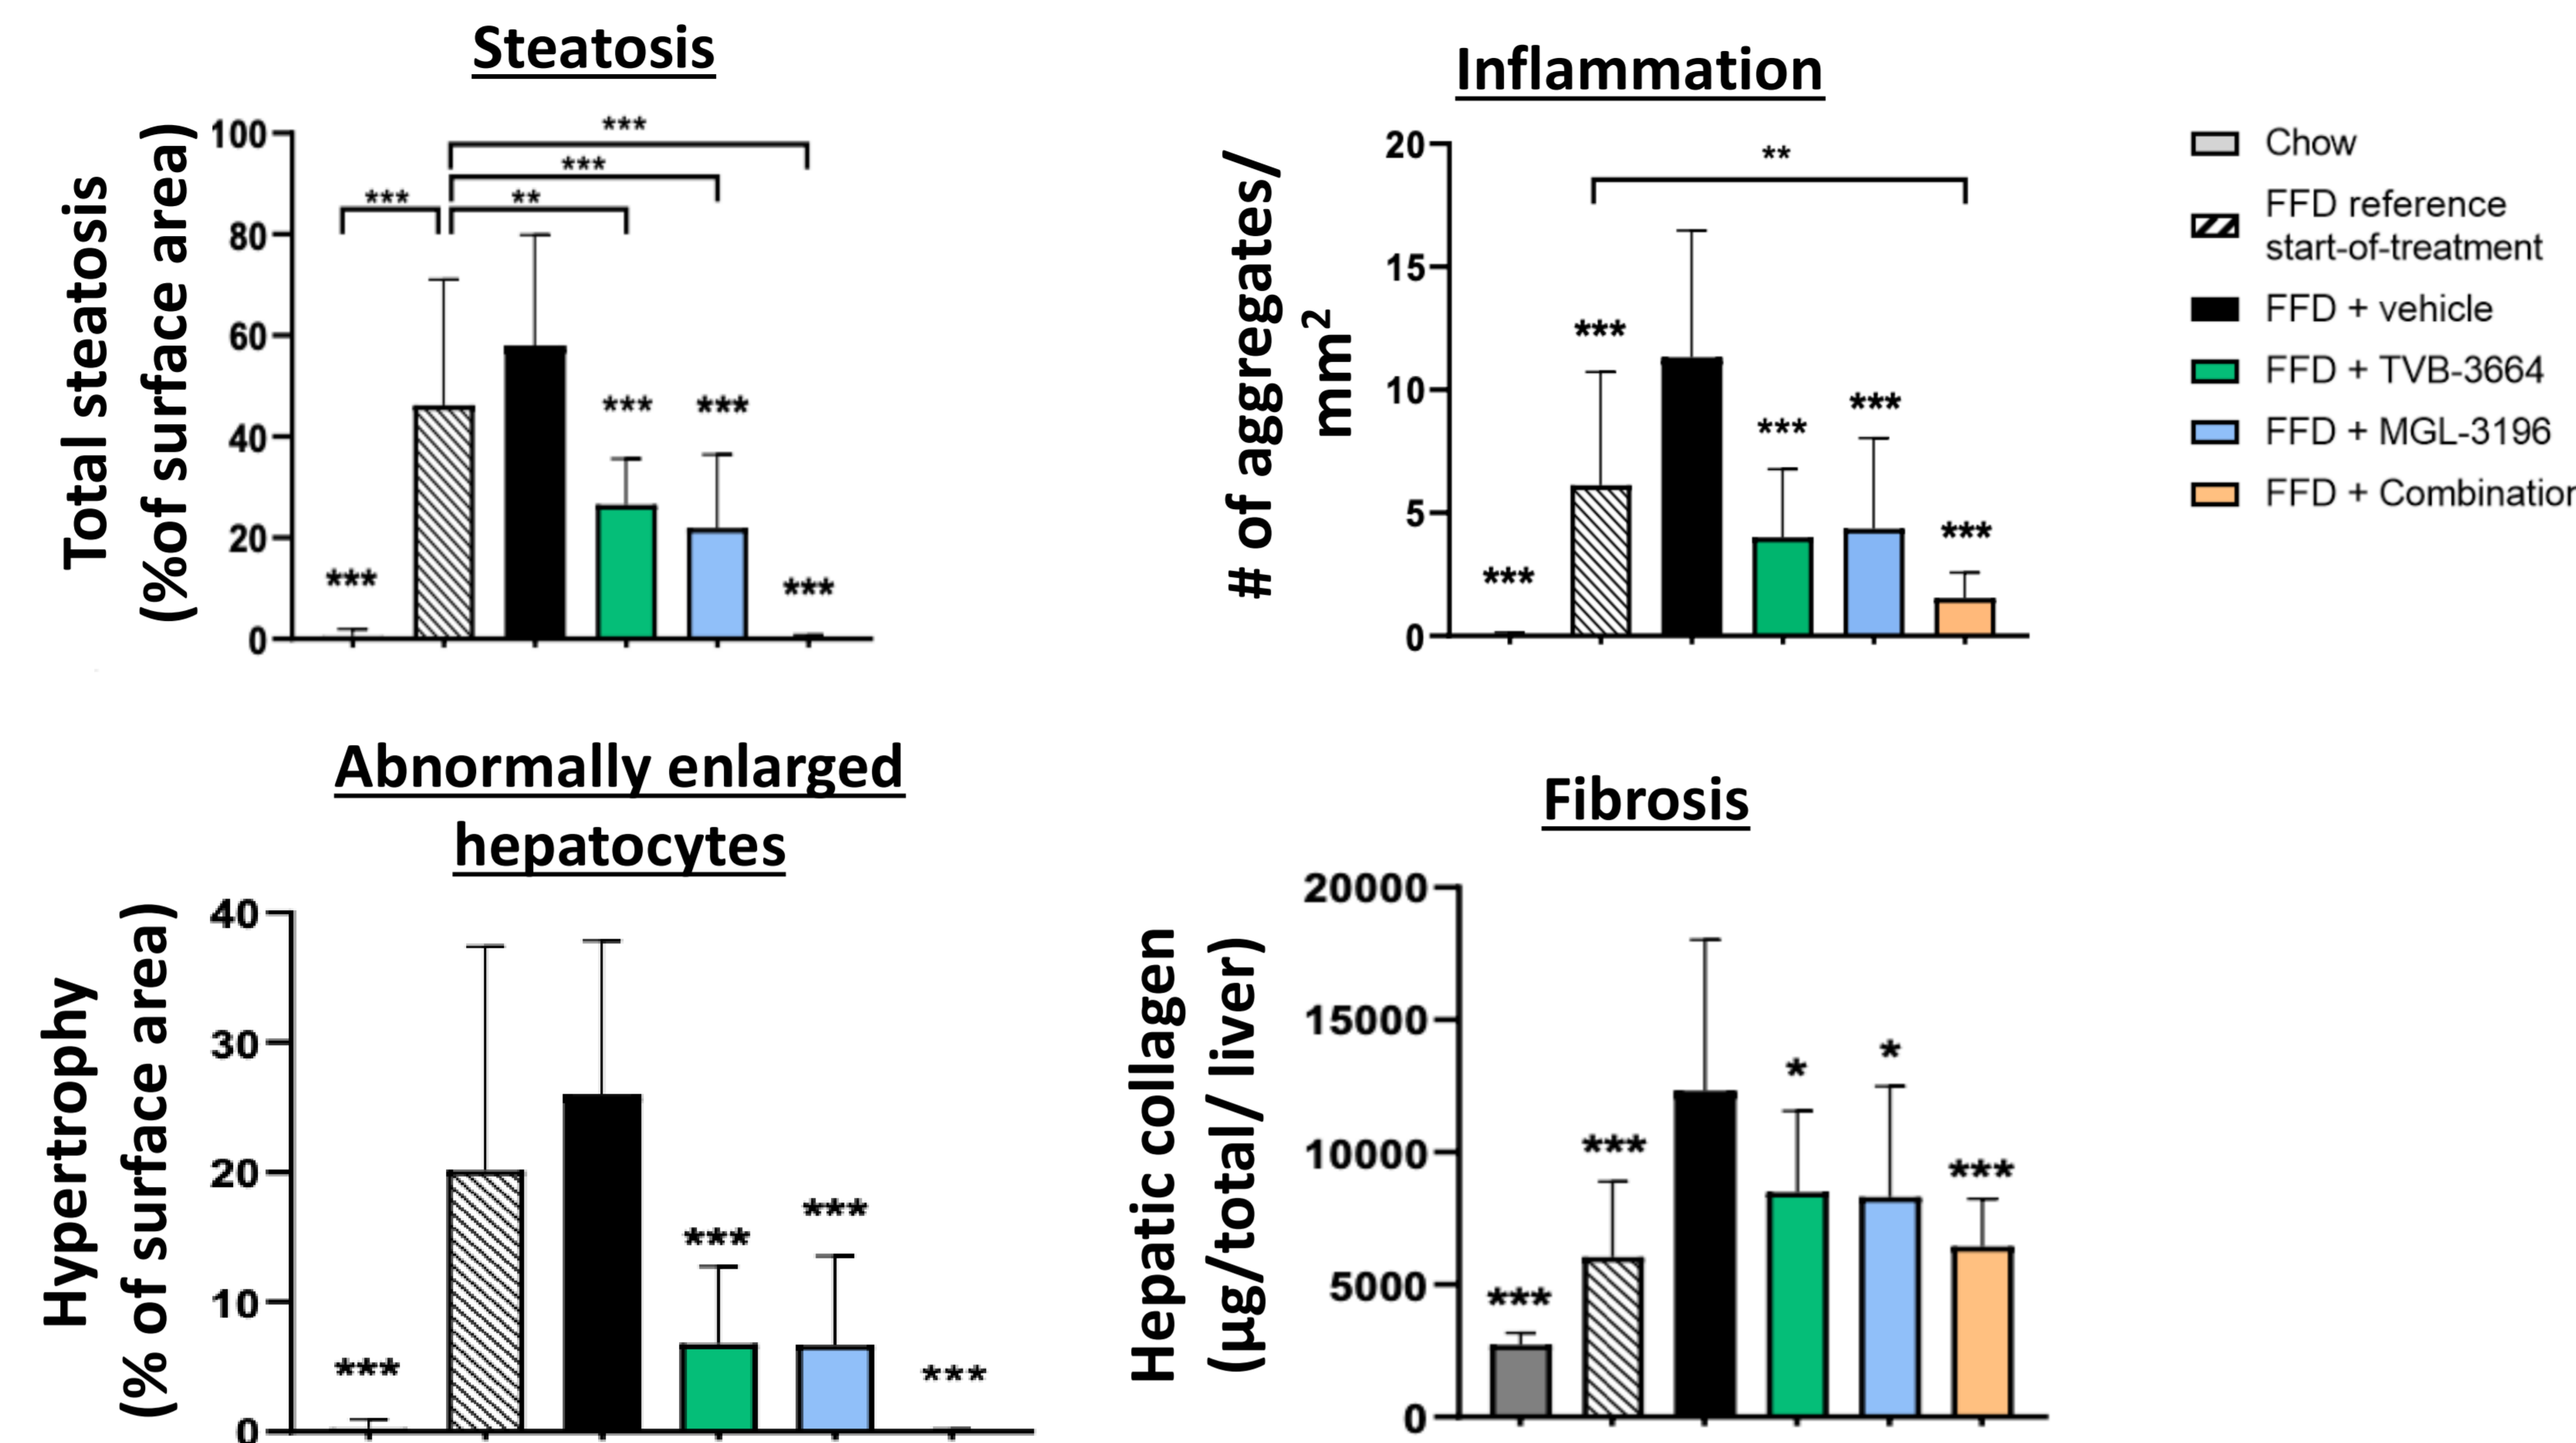 Steatosis
Total steatosis
(%of surface area)
100
80
60
40
20
0
***
***
***
**
***
***
***
***
Inflammation
# of aggregates/
mm2
20
15
10
5
0
**
***
***
***
***
***
Chow
FFD reference
start-of-treatment
FFD + vehicle
FFD + TVB-3664
FFD + MGL-3196
FFD + Combination
Abnormally enlarged
hepatocytes
Hypertrophy
(% of surface area)
40
30
20
10
0
***
***
***
***
Fibrosis
Hepatic collagen
(µg/total/ liver)
20000
15000
10000
5000
0
***
***
*
*
***